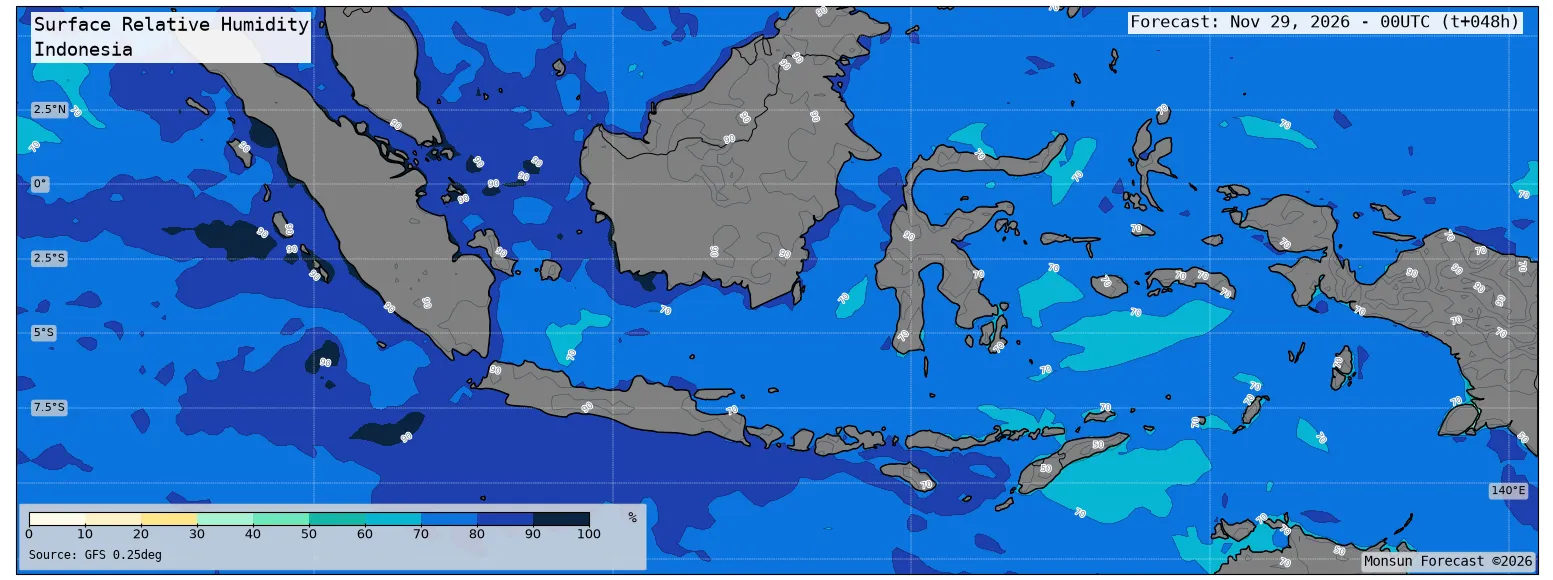 Surface Relative Humidity
Indonesia
Forecast: Nov 29, 2026 - 00UTC (t+048h)
2.5°N
0°
2.5°S
5°S
7.5°S
140°E
%
0 10 20 30 40 50 60 70 80 90 100
Source: GFS 0.25deg
Monsun Forecast ©2026